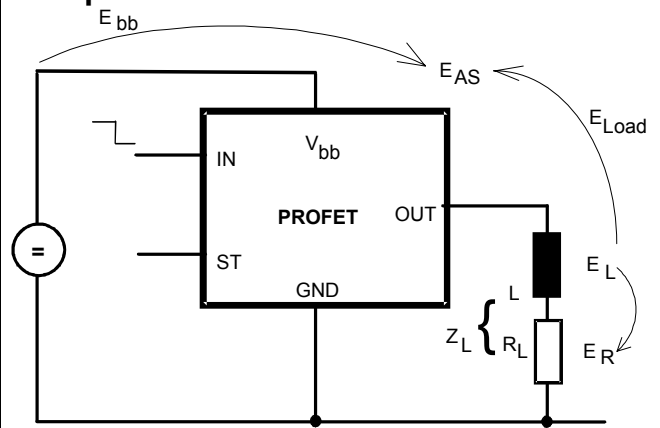 E bb
E AS
E Load
V bb
IN
PROFET
OUT
ST
GND
=
E L
L
Z L { R L
E R